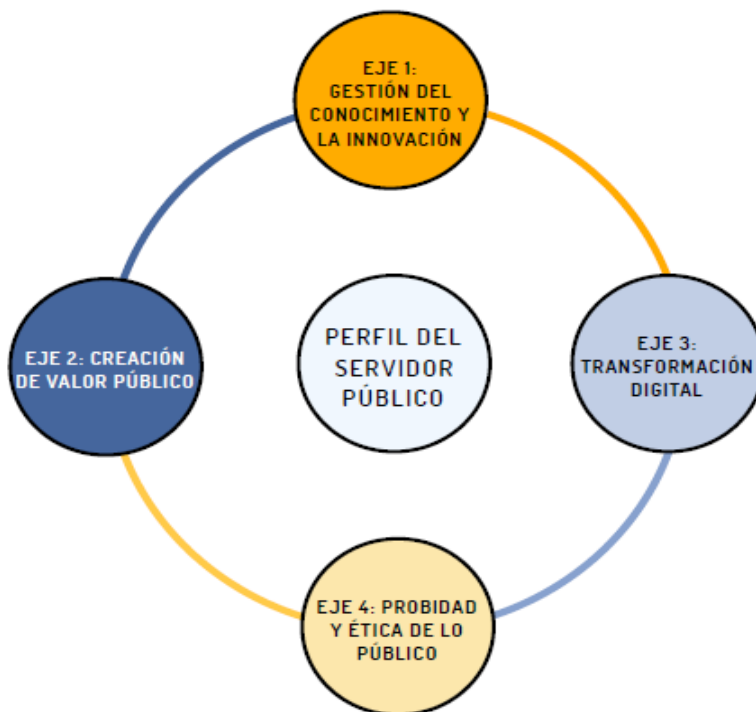 EJE 1:
GESTIÓN DEL
CONOCIMIENTO Y
LA INNOVACIÓN
EJE 2: CREACIÓN
DE VALOR PÚBLICO
PERFIL DEL
SERVIDOR
PÚBLICO
EJE 3:
TRANSFORMACIÓN
DIGITAL
EJE 4: PROBIDAD
Y ÉTICA DE LO
PÚBLICO